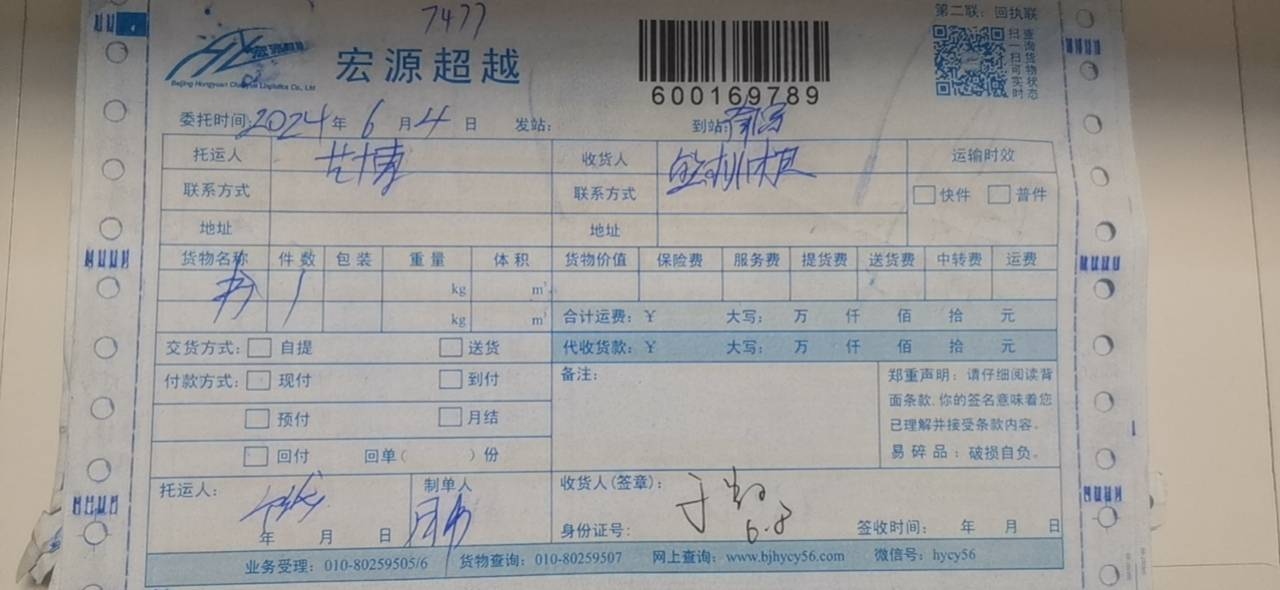 7477
第二联：回执联
宏源超越
Beijing Hongyuan Logistics Co., Ltd
600169789
查询货物状态
扫一扫可实时
委托时间：2024年 6月4日 发站： 到站：
托运人 艺博 收货人 运输时效
联系方式 联系方式 快件 普件
地址 地址
货物名称 件数 包装 重量 体积 货物价值 保险费 服务费 提货费 送货费 中转费 运费
书 1 kg m³
kg m³ 合计运费：￥ 大写： 万 仟 佰 拾 元
交货方式： 自提 送货 代收货款：￥ 大写： 万 仟 佰 拾 元
付款方式： 现付 到付 备注：
预付 月结
回付 回单（ ）份
郑重声明：请仔细阅读背
面条款,你的签名意味着您
已理解并接受条款内容。
易碎品：破损自负。
托运人： 制单人 收货人(签章)：
6.8
年 月 日 身份证号： 签收时间： 年 月 日
业务受理：010-80259505/6 货物查询：010-80259507 网上查询：www.bjhycy56.com 微信号：hycy56